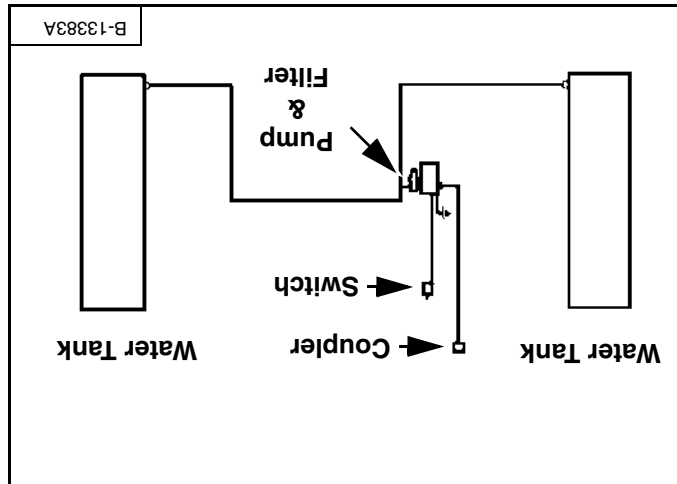 Water Tank
Coupler
Water Tank
Switch
Pump
&
Filter
B-13383A